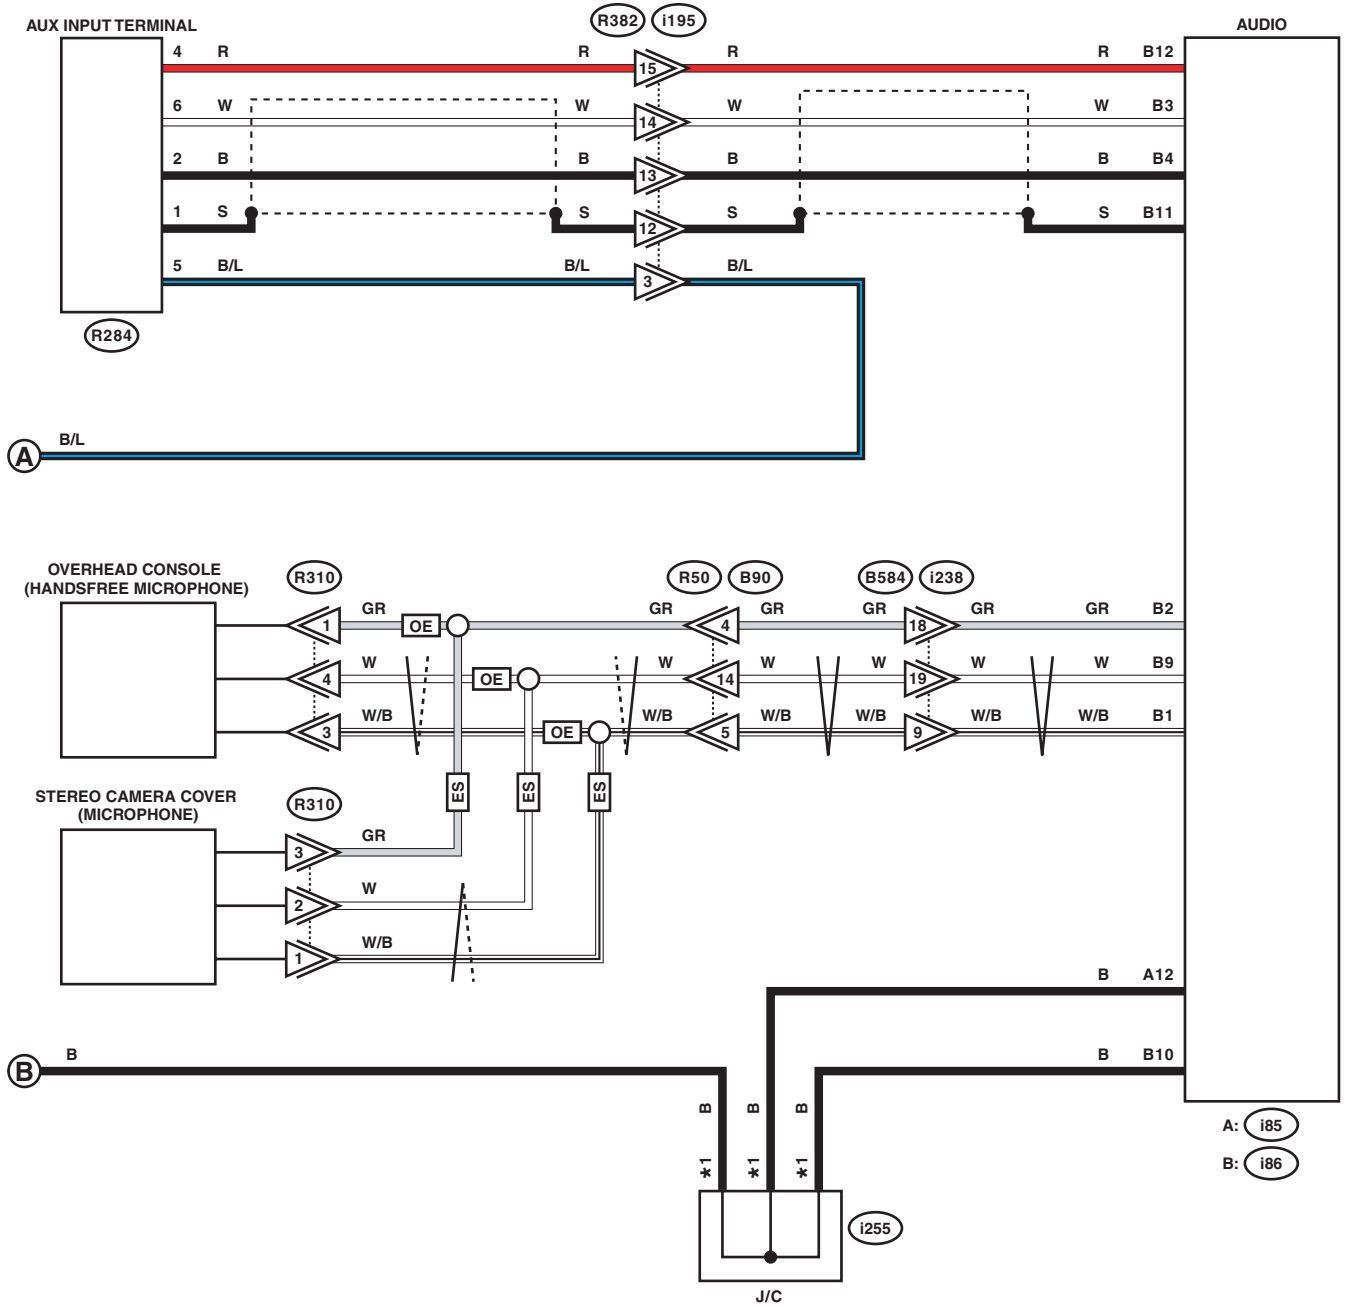 R382 i195
AUX INPUT TERMINAL
AUDIO
4 R R 15 R R B12
6 W W 14 W W B3
2 B B 13 B B B4
1 S S 12 S S B11
5 B/L B/L 3 B/L
R284
A B/L
OVERHEAD CONSOLE
(HANDSFREE MICROPHONE)
R310 R50 B90 B584 i238
1 GR OE GR 4 GR GR 18 GR GR B2
4 W OE W 14 W W 19 W W B9
3 W/B OE W/B 5 W/B W/B 9 W/B W/B B1
ES ES ES
STEREO CAMERA COVER
(MICROPHONE)
R310
3 GR
2 W
1 W/B
B A12
B B B B10
B B B
*1 *1 *1
A: i85
B: i86
i255
J/C